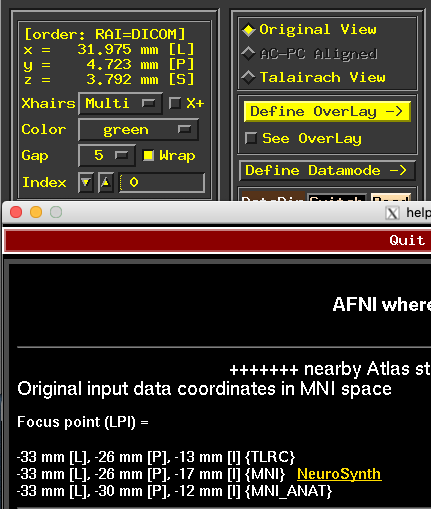 [order: RAI=DICOM]
x = 31.975 mm [L]
y = 4.723 mm [P]
z = 3.792 mm [S]
Xhairs Multi X+
Color green
Gap 5 Wrap
Index 0
Original View
AC-PC Aligned
Talairach View
Define OverLay ->
See OverLay
Define Datamode ->
DataDir Switch Read
help
Quit
AFNI where
+++++++ nearby Atlas st
Original input data coordinates in MNI space
Focus point (LPI) =
-33 mm [L], -26 mm [P], -13 mm [I] {TLRC}
-33 mm [L], -26 mm [P], -17 mm [I] {MNI} NeuroSynth
-33 mm [L], -30 mm [P], -12 mm [I] {MNI_ANAT}